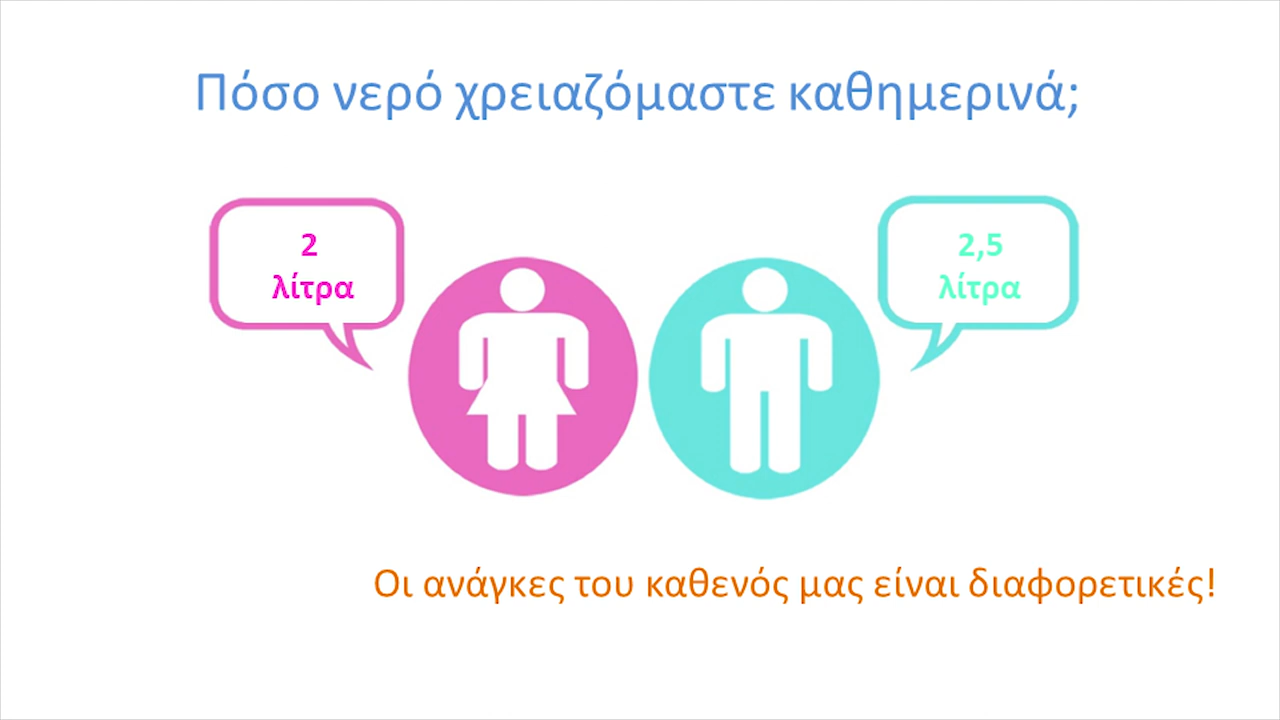 Πόσο νερό χρειαζόμαστε καθημερινά;
2
λίτρα
2,5
λίτρα
Οι ανάγκες του καθενός μας είναι διαφορετικές!